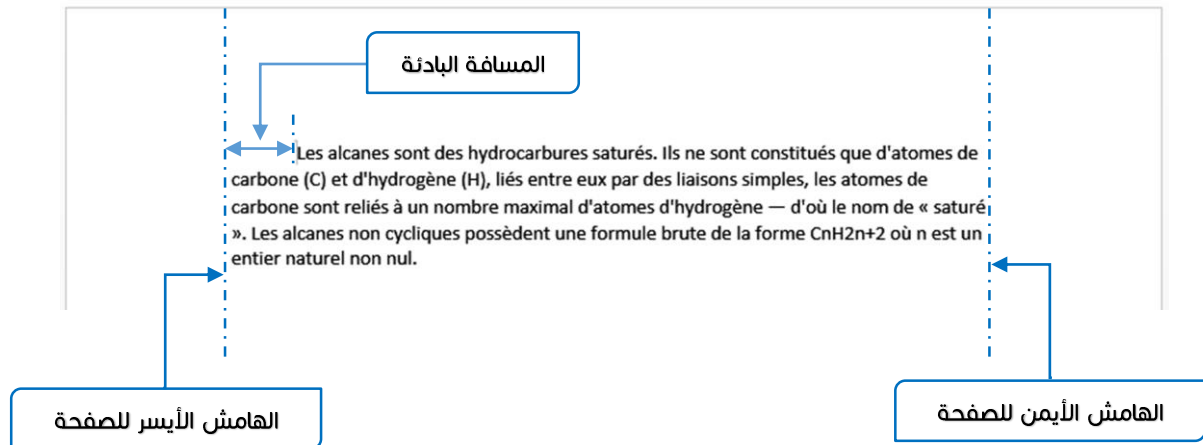 المسافة البادئة
Les alcanes sont des hydrocarbures saturés. Ils ne sont constitués que d'atomes de
carbone (C) et d'hydrogène (H), liés entre eux par des liaisons simples, les atomes de
carbone sont reliés à un nombre maximal d'atomes d'hydrogène — d'où le nom de « saturé
». Les alcanes non cycliques possèdent une formule brute de la forme CnH2n+2 où n est un
entier naturel non nul.
الهامش الأيمن للصفحة
الهامش الأيسر للصفحة